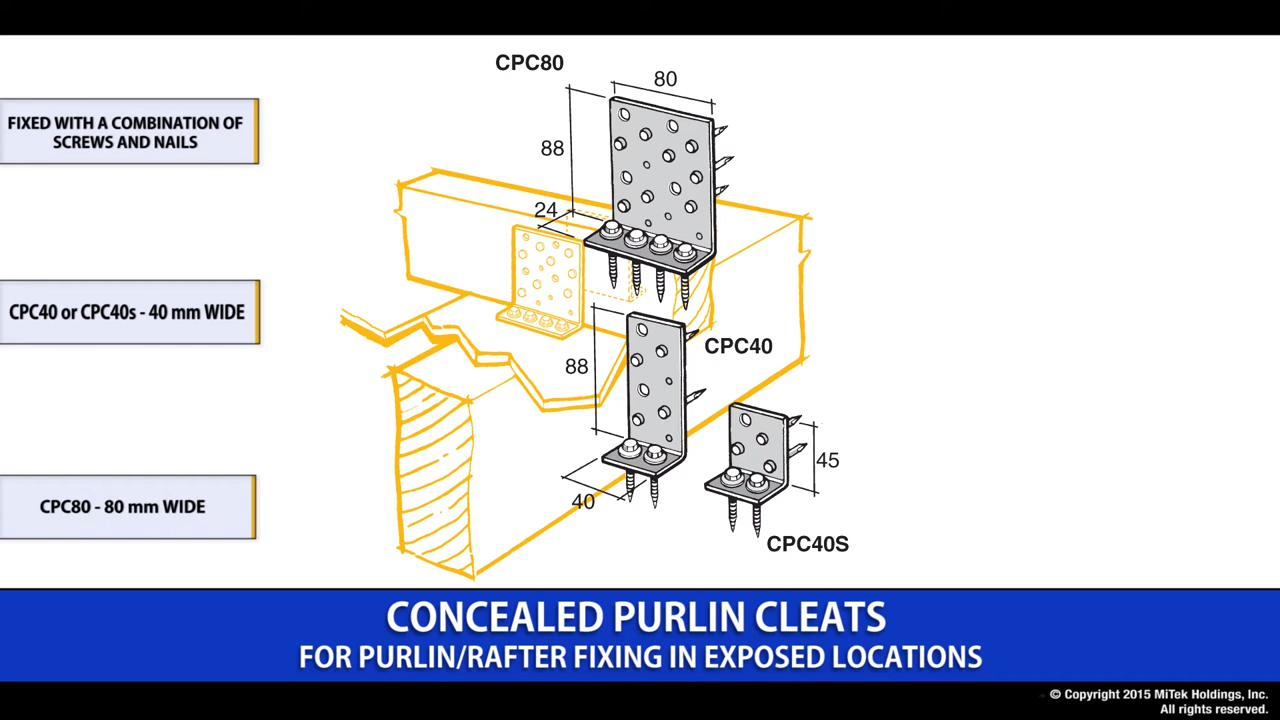 CPC80
80
FIXED WITH A COMBINATION OF
SCREWS AND NAILS
88
24
CPC40 or CPC40s - 40 mm WIDE
CPC40
88
45
CPC80 - 80 mm WIDE
40
CPC40S
CONCEALED PURLIN CLEATS
FOR PURLIN/RAFTER FIXING IN EXPOSED LOCATIONS
© Copyright 2015 MiTek Holdings, Inc.
All rights reserved.